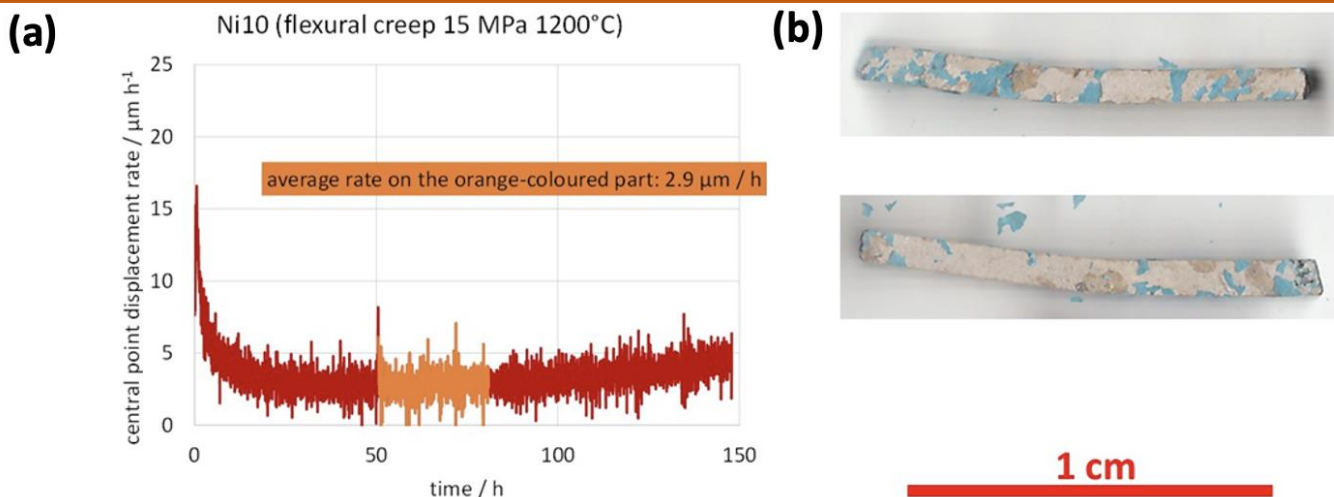 (a)
Ni10 (flexural creep 15 MPa 1200°C)
central point displacement rate / µm h⁻¹
25
20
15
10
5
0
average rate on the orange-coloured part: 2.9 µm / h
0 50 100 150
time / h
(b)
1 cm